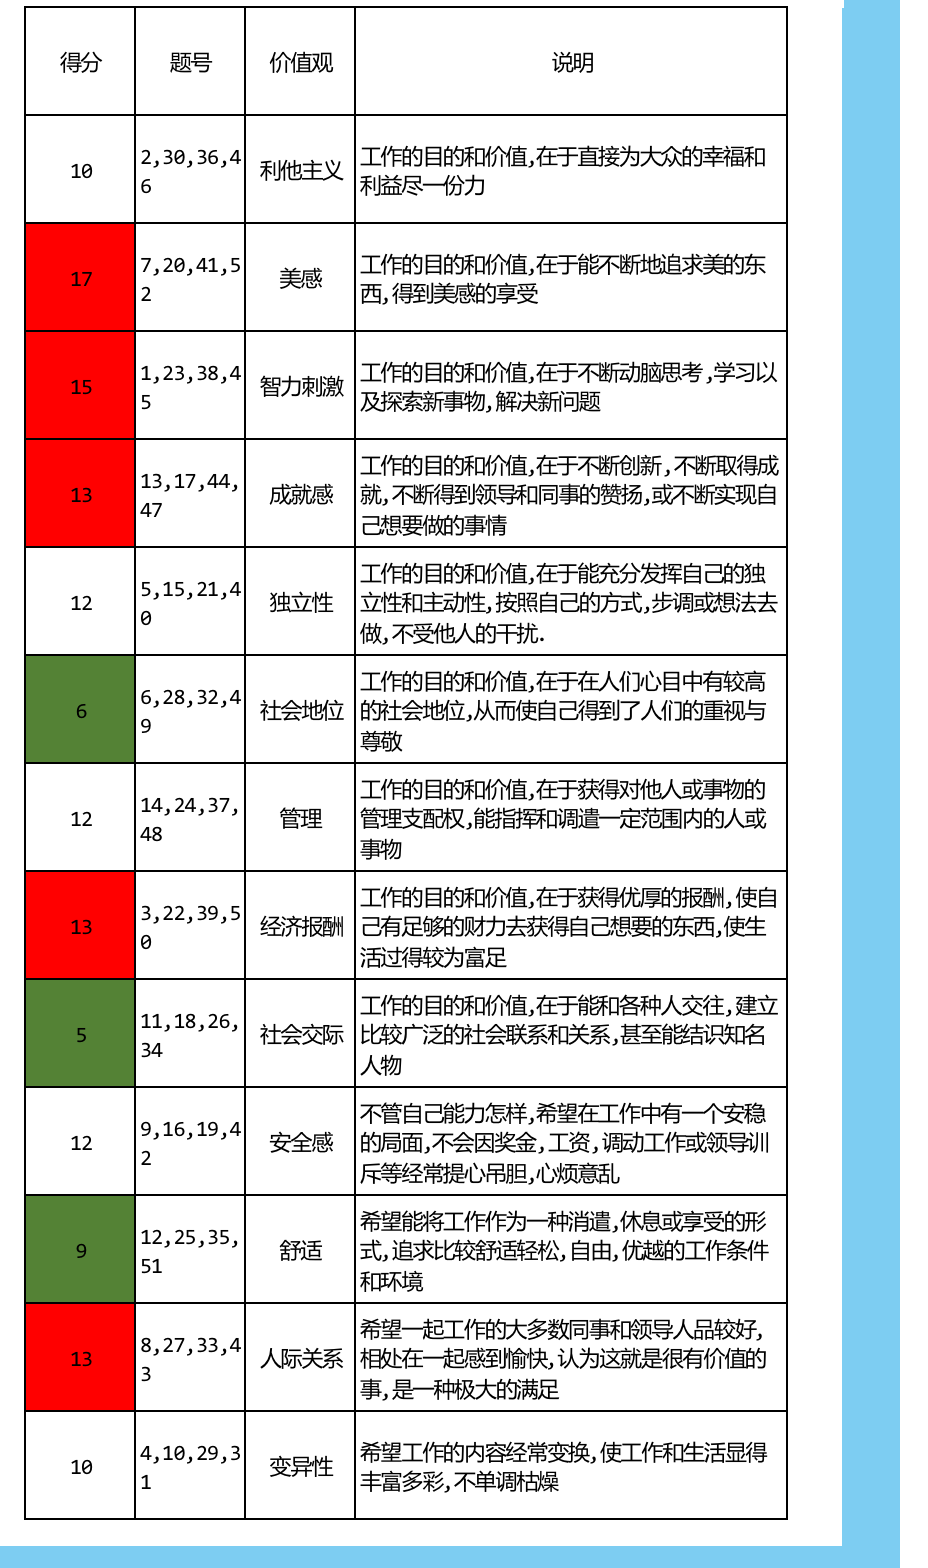 得分 题号 价值观 说明
10 2,30,36,4 利他主义 工作的目的和价值,在于直接为大众的幸福和
6 利益尽一份力
17 7,20,41,5 美感 工作的目的和价值,在于能不断地追求美的东
2 西,得到美感的享受
15 1,23,38,4 智力刺激 工作的目的和价值,在于不断动脑思考,学习以
5 及探索新事物,解决新问题
工作的目的和价值,在于不断创新,不断取得成
13 13,17,44, 成就感 就,不断得到领导和同事的赞扬,或不断实现自
47 己想要做的事情
工作的目的和价值,在于能充分发挥自己的独
12 5,15,21,4 独立性 立性和主动性,按照自己的方式,步调或想法去
0 做,不受他人的干扰.
工作的目的和价值,在于在人们心目中有较高
6 6,28,32,4 社会地位 的社会地位,从而使自己得到了人们的重视与
9 尊敬
工作的目的和价值,在于获得对他人或事物的
12 14,24,37, 管理 管理支配权,能指挥和调遣一定范围内的人或
48 事物
工作的目的和价值,在于获得优厚的报酬,使自
13 3,22,39,5 经济报酬 己有足够的财力去获得自己想要的东西,使生
0 活过得较为富足
工作的目的和价值,在于能和各种人交往,建立
5 11,18,26, 社会交际 比较广泛的社会联系和关系,甚至能结识知名
34 人物
不管自己能力怎样,希望在工作中有一个安稳
12 9,16,19,4 安全感 的局面,不会因奖金,工资,调动工作或领导训
2 斥等经常提心吊胆,心烦意乱
希望能将工作作为一种消遣,休息或享受的形
9 12,25,35, 舒适 式,追求比较舒适轻松,自由,优越的工作条件
51 和环境
希望一起工作的大多数同事和领导人品较好,
13 8,27,33,4 人际关系 相处在一起感到愉快,认为这就是很有价值的
3 事,是一种极大的满足
10 4,10,29,3 变异性 希望工作的内容经常变换,使工作和生活显得
1 丰富多彩,不单调枯燥